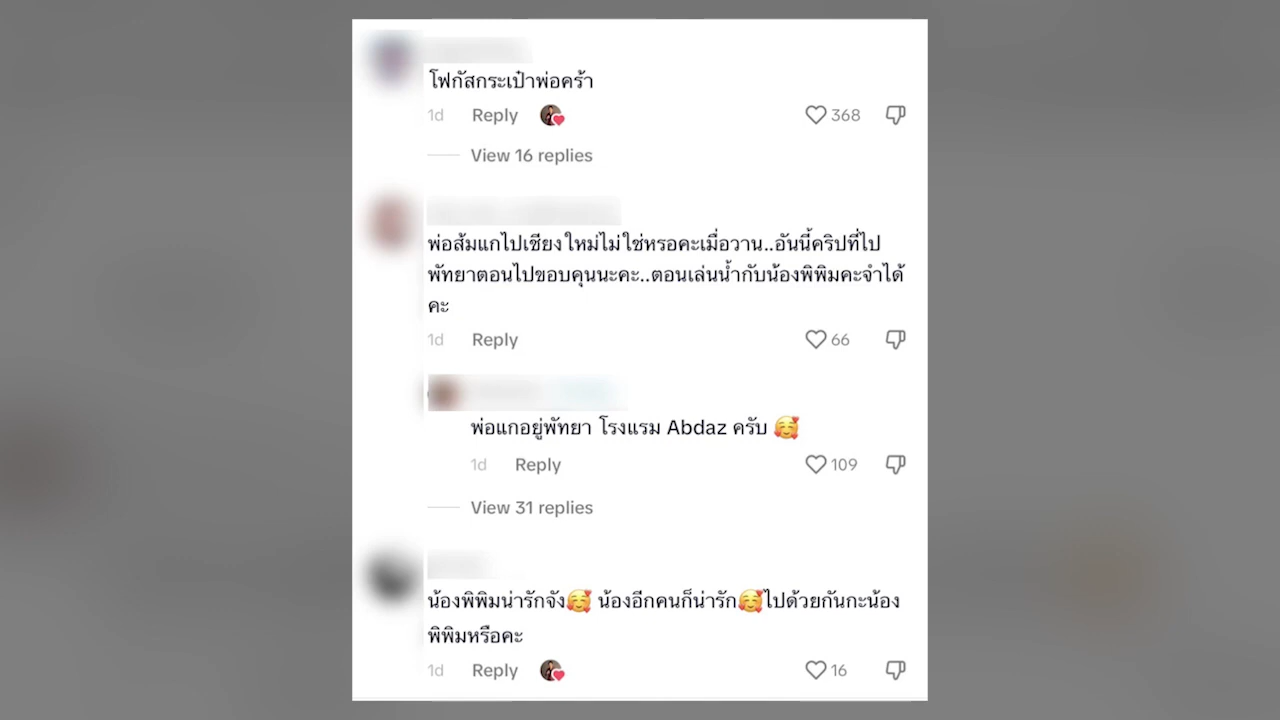 โฟกัสกระเป๋าพ่อคร้า
1d Reply 368
View 16 replies
พ่อส้มแกไปเชียงใหม่ไม่ใช่หรอคะเมื่อวาน..อันนี้คริปที่ไป
พัทยาตอนไปขอบคุนนะคะ..ตอนเล่นน้ำกับน้องพิพิมคะจำได้
คะ
1d Reply 66
พ่อแกอยู่พัทยา โรงแรม Abdaz ครับ 🥰
1d Reply 109
View 31 replies
น้องพิพิมน่ารักจัง🥰 น้องอีกคนก็น่ารัก🥰ไปด้วยกันกะน้อง
พิพิมหรือคะ
1d Reply 16